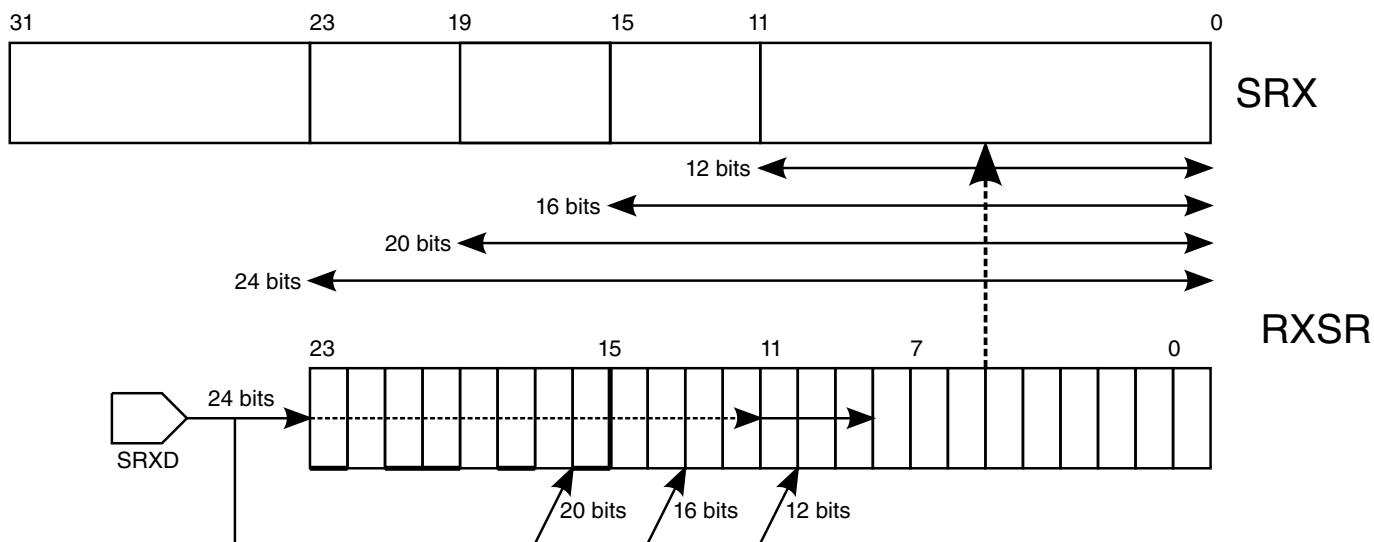 31 23 19 15 11 0
SRX
12 bits
16 bits
20 bits
24 bits
RXSR
23 15 11 7 0
24 bits
SRXD
20 bits 16 bits 12 bits